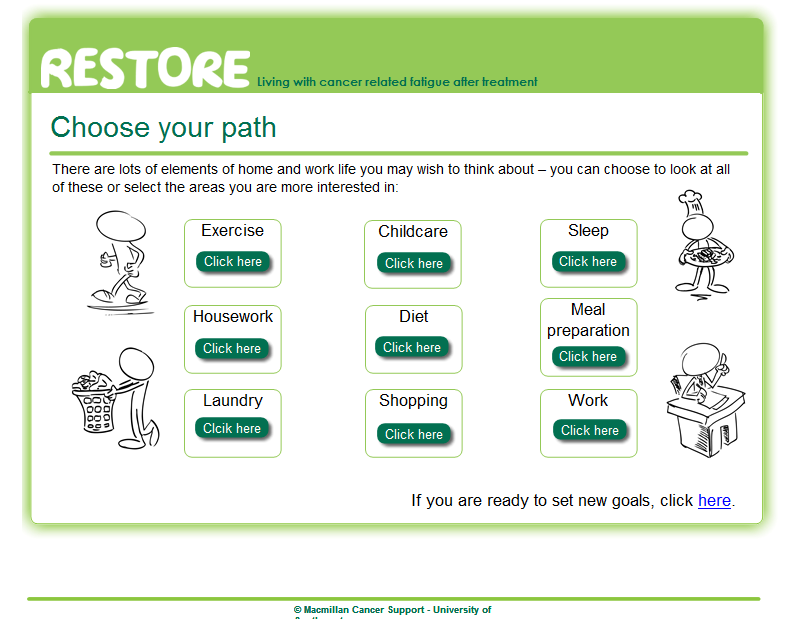 RESTORE Living with cancer related fatigue after treatment
Choose your path
There are lots of elements of home and work life you may wish to think about – you can choose to look at all
of these or select the areas you are more interested in:
Exercise
Click here
Childcare
Click here
Sleep
Click here
Housework
Click here
Diet
Click here
Meal
preparation
Click here
Laundry
Clcik here
Shopping
Click here
Work
Click here
If you are ready to set new goals, click here.
© Macmillan Cancer Support - University of